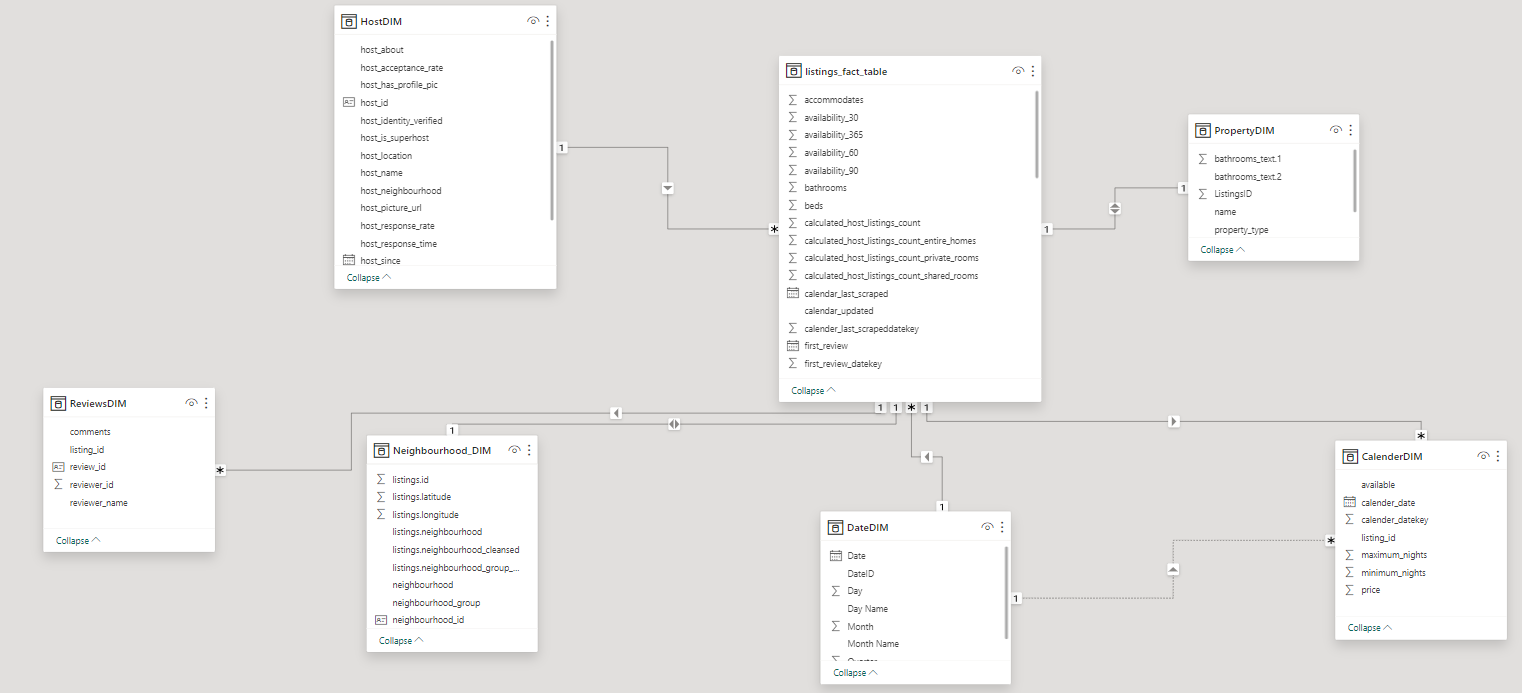 HostDIM
host_about
host_acceptance_rate
host_has_profile_pic
host_id
host_identity_verified
host_is_superhost
host_location
host_name
host_neighbourhood
host_picture_url
host_response_rate
host_response_time
host_since
Collapse
1
*
listings_fact_table
accommodates
availability_30
availability_365
availability_60
availability_90
bathrooms
beds
calculated_host_listings_count
calculated_host_listings_count_entire_homes
calculated_host_listings_count_private_rooms
calculated_host_listings_count_shared_rooms
calendar_last_scraped
calendar_updated
calender_last_scrapeddatekey
first_review
first_review_datekey
Collapse
1
1
PropertyDIM
bathrooms_text.1
bathrooms_text.2
ListingsID
name
property_type
Collapse
1 1 * 1
ReviewsDIM
comments
listing_id
review_id
reviewer_id
reviewer_name
Collapse
*
1
Neighbourhood_DIM
listings.id
listings.latitude
listings.longitude
listings.neighbourhood
listings.neighbourhood_cleansed
listings.neighbourhood_group_...
neighbourhood
neighbourhood_group
neighbourhood_id
Collapse
1
DateDIM
Date
DateID
Day
Day Name
Month
Month Name
Quarter
Collapse
1
*
*
CalenderDIM
available
calender_date
calender_datekey
listing_id
maximum_nights
minimum_nights
price
Collapse